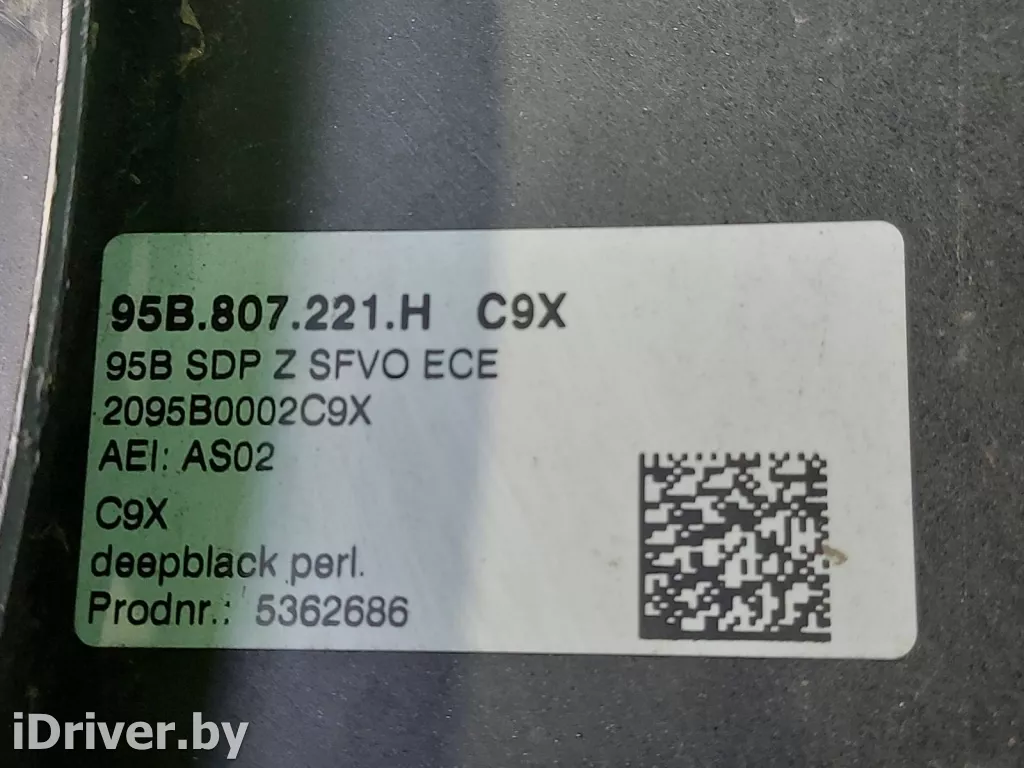 95B.807.221.H C9X
95B SDP Z SFVO ECE
2095B0002C9X
AEI: AS02
C9X
deepblack perl.
Prodnr.: 5362686
iDriver.by